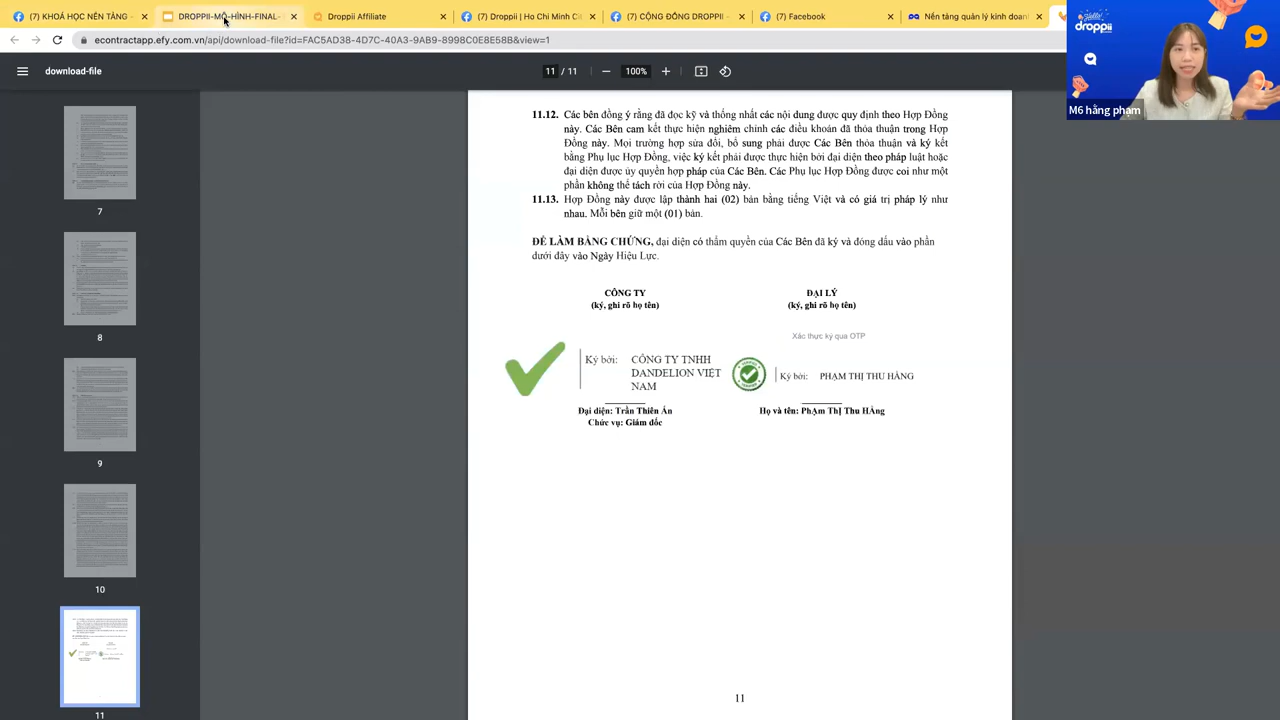 (7) KHOÁ HỌC NỀN TẢNG -
DROPPII-MÔ-HÌNH-FINAL-
Droppii Affiliate
(7) Droppii | Ho Chi Minh Cit
(7) CỘNG ĐỒNG DROPPII –
(7) Facebook
Nền tảng quản lý kinh doanh
econtractapp.efy.com.vn/api/download-file?id=FAC5AD38-4D7C-40A3-9AB9-8998C0E8E58B&view=1
Hello!
droppii
M6 hằng phạm
download-file
11 / 11
100%
7
8
9
10
11
11.12. Các bên đồng ý rằng đã đọc kỹ và thống nhất các nội dung được quy định theo Hợp Đồng
này. Các Bên cam kết thực hiện nghiêm chỉnh các điều khoản đã thỏa thuận trong Hợp
Đồng này. Mọi trường hợp sửa đổi, bổ sung phải được Các Bên thỏa thuận và ký kết
bằng Phụ lục Hợp Đồng, việc ký kết phải được thực hiện bởi đại diện theo pháp luật hoặc
đại diện được ủy quyền hợp pháp của Các Bên. Các Phụ lục Hợp Đồng được coi như một
phần không thể tách rời của Hợp Đồng này.
11.13. Hợp Đồng này được lập thành hai (02) bản bằng tiếng Việt và có giá trị pháp lý như
nhau. Mỗi bên giữ một (01) bản.
ĐỂ LÀM BẰNG CHỨNG, đại diện có thẩm quyền của Các Bên đã ký và đóng dấu vào phần
dưới đây vào Ngày Hiệu Lực.
CÔNG TY
(ký, ghi rõ họ tên)
ĐẠI LÝ
(ký, ghi rõ họ tên)
Xác thực ký qua OTP
Ký bởi: CÔNG TY TNHH
DANDELION VIỆT
NAM
Ký bởi: PHẠM THỊ THU HẰNG
Đại diện: Trần Thiên Ân
Chức vụ: Giám đốc
Họ và tên: Phạm Thị Thu Hằng
11